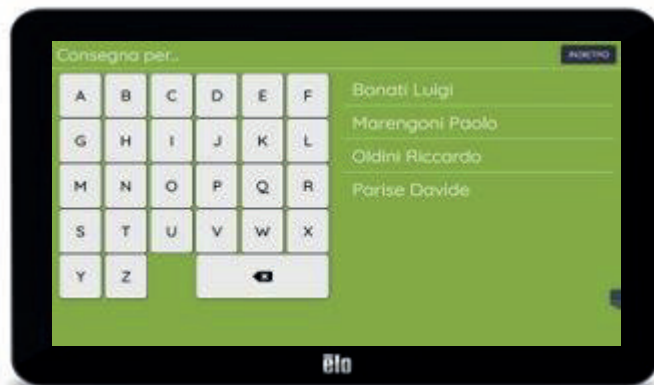 Consegna per..
INDIETRO
A B C D E F
G H I J K L
M N O P Q R
S T U V W X
Y Z
Bonati Luigi
Marengoni Paolo
Oldini Riccardo
Parise Davide
elo